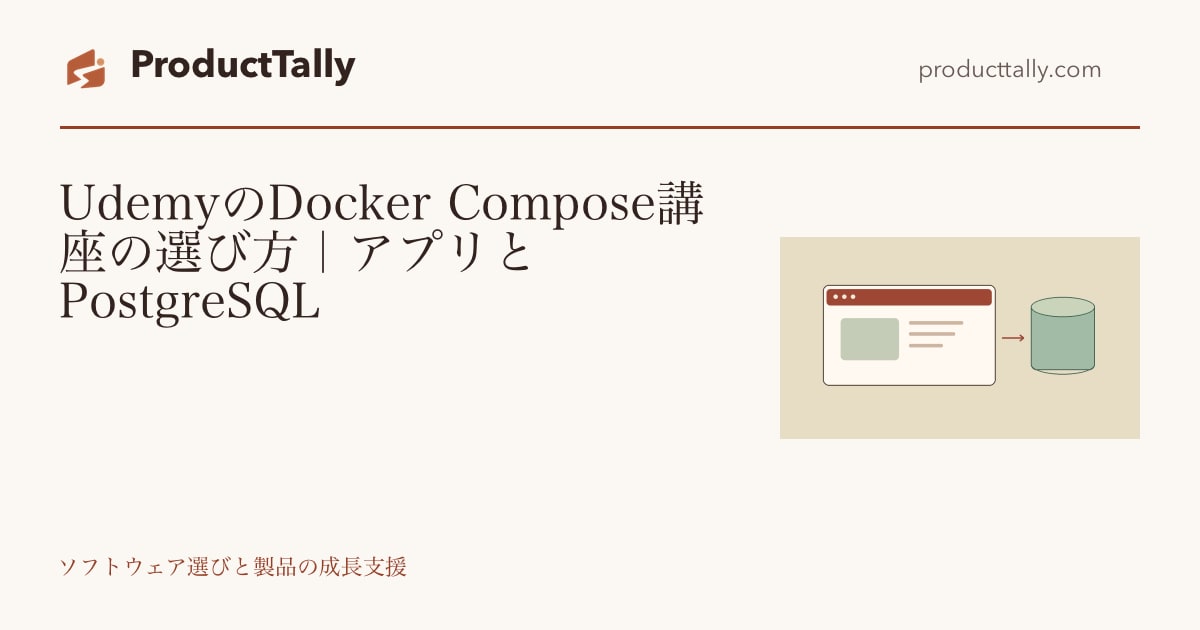 ProductTally
producttally.com
UdemyのDocker Compose講
座の選び方｜アプリと
PostgreSQL
ソフトウェア選びと製品の成長支援